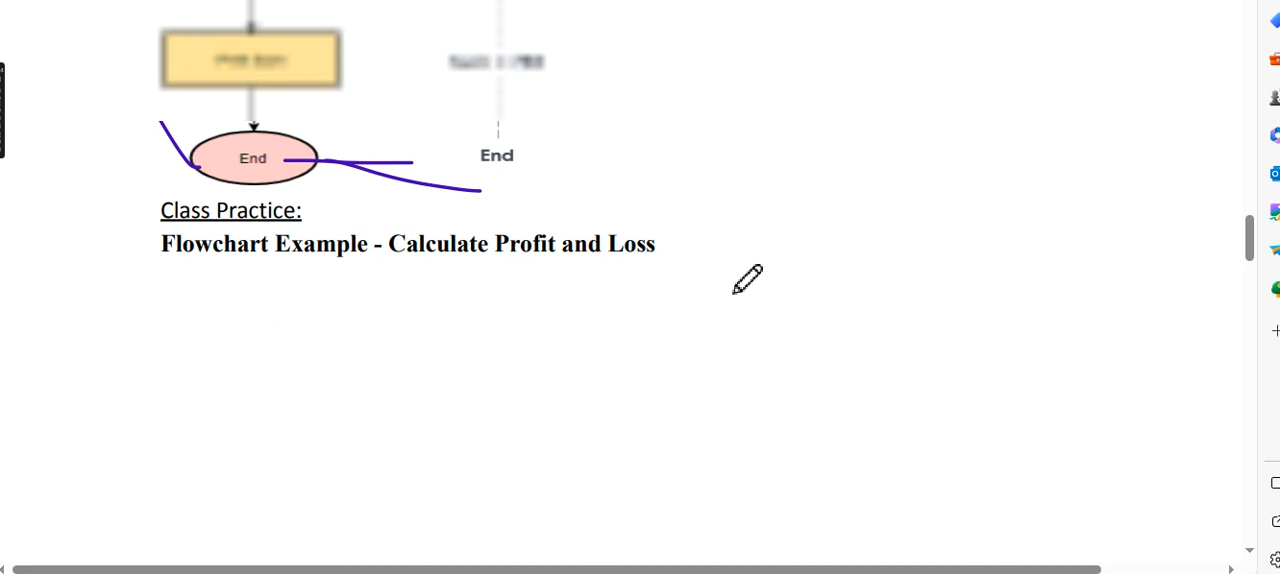 End
End
Class Practice:
Flowchart Example - Calculate Profit and Loss